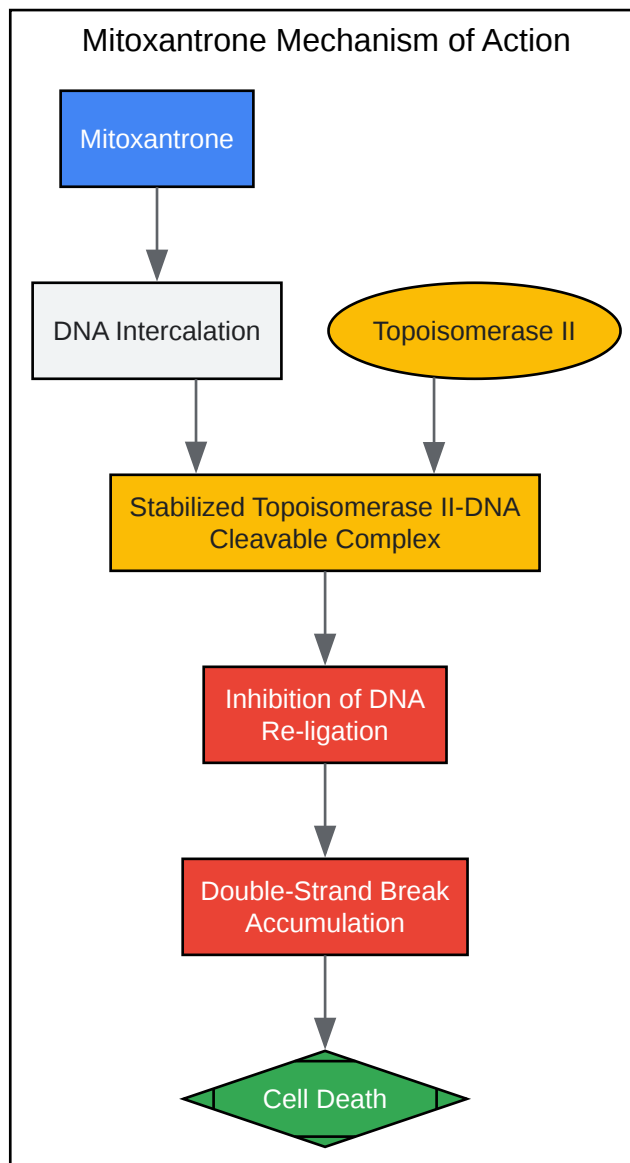 Mitoxantrone Mechanism of Action
Mitoxantrone
DNA Intercalation
Topoisomerase II
Stabilized Topoisomerase II-DNA
Cleavable Complex
Inhibition of DNA
Re-ligation
Double-Strand Break
Accumulation
Cell Death